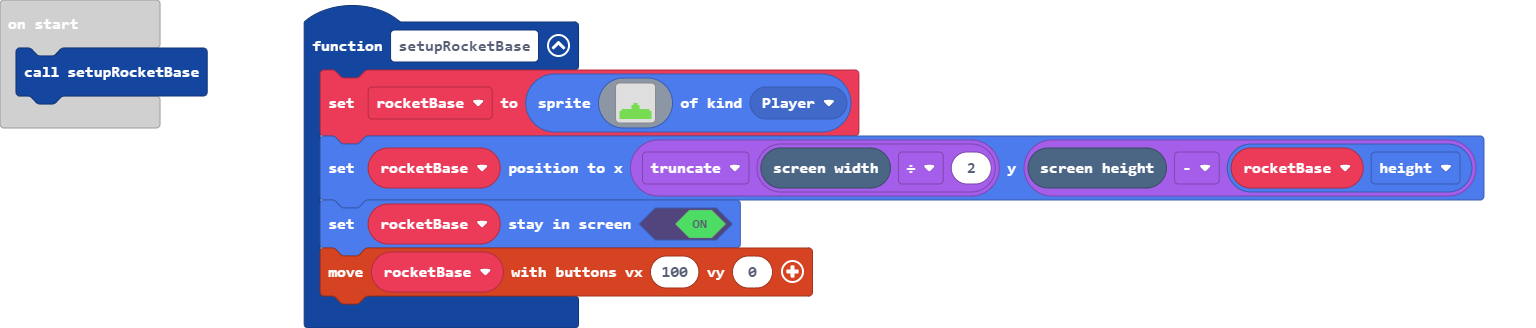 on start
call setupRocketBase
function setupRocketBase
set rocketBase to sprite of kind Player
set rocketBase position to x truncate screen width ÷ 2 y screen height - rocketBase height
set rocketBase stay in screen ON
move rocketBase with buttons vx 100 vy 0